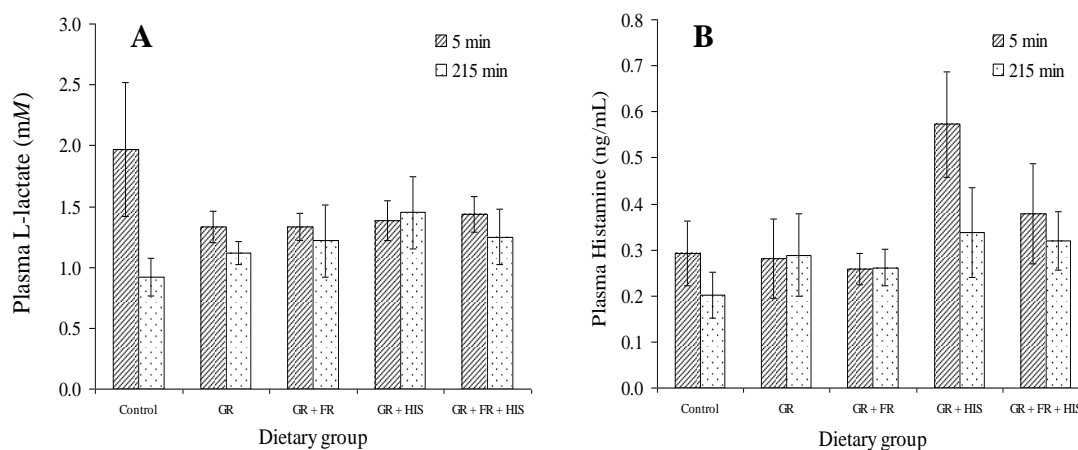 A
5 min
215 min
Plasma L-lactate (mM)
3.0
2.5
2.0
1.5
1.0
0.5
0.0
Control GR GR + FR GR + HIS GR + FR + HIS
Dietary group
B
5 min
215 min
Plasma Histamine (ng/mL)
0.8
0.7
0.6
0.5
0.4
0.3
0.2
0.1
0.0
Control GR GR + FR GR + HIS GR + FR + HIS
Dietary group